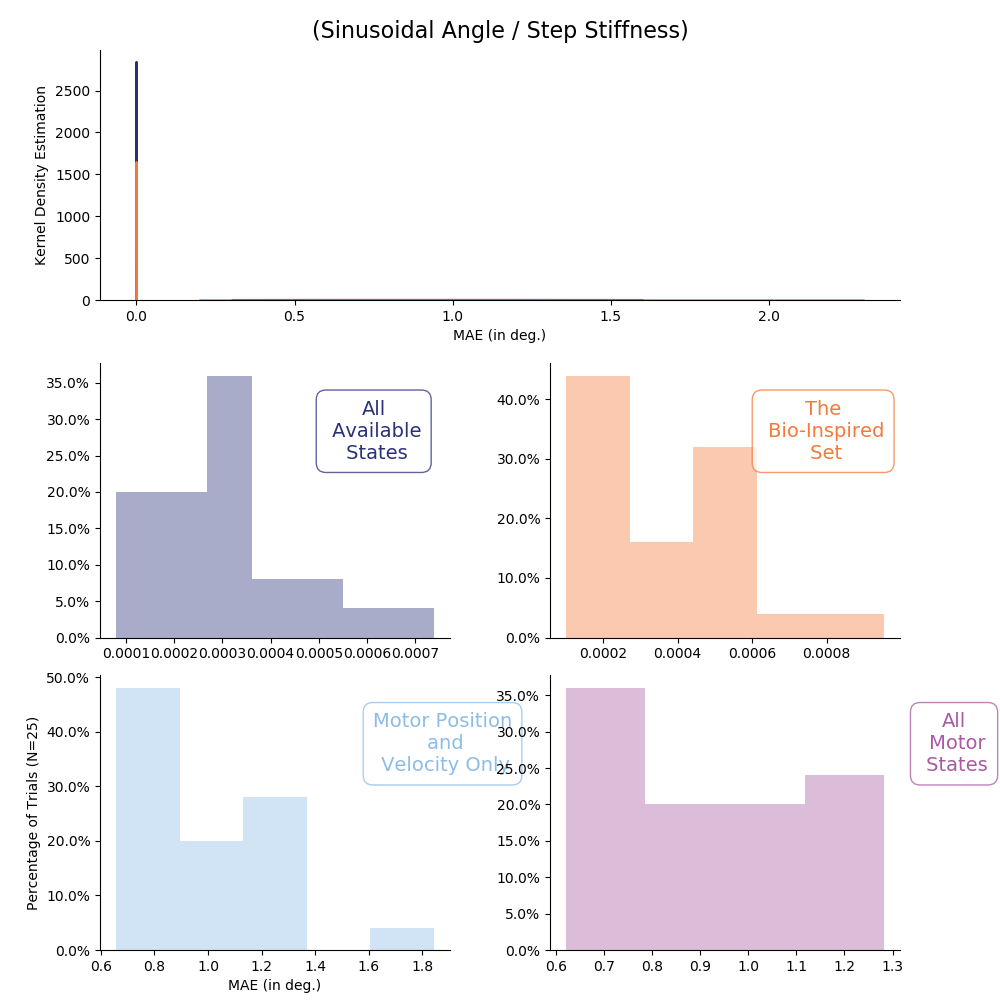 (Sinusoidal Angle / Step Stiffness)
Kernel Density Estimation
2500
2000
1500
1000
500
0
0.0 0.5 1.0 1.5 2.0
MAE (in deg.)
35.0%
30.0%
25.0%
20.0%
15.0%
10.0%
5.0%
0.0%
All
Available
States
0.0001 0.0002 0.0003 0.0004 0.0005 0.0006 0.0007
40.0%
30.0%
20.0%
10.0%
0.0%
The
Bio-Inspired
Set
0.0002 0.0004 0.0006 0.0008
Percentage of Trials (N=25)
50.0%
40.0%
30.0%
20.0%
10.0%
0.0%
Motor Position
and
Velocity Only
0.6 0.8 1.0 1.2 1.4 1.6 1.8
MAE (in deg.)
35.0%
30.0%
25.0%
20.0%
15.0%
10.0%
5.0%
0.0%
All
Motor
States
0.6 0.7 0.8 0.9 1.0 1.1 1.2 1.3